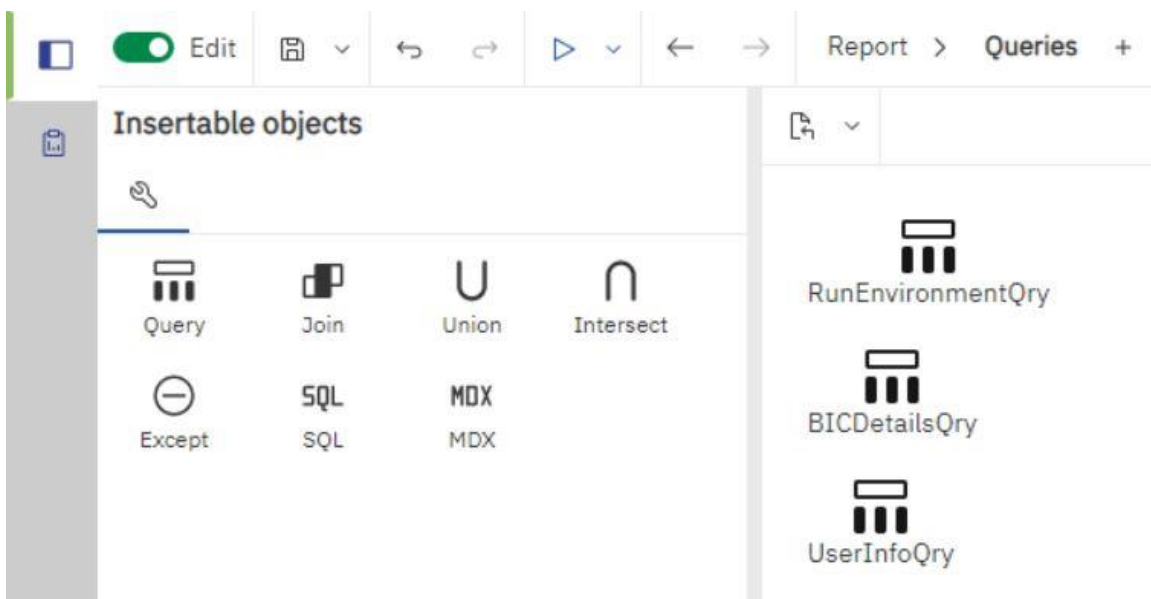 Edit
Report > Queries +
Insertable objects
Query Join Union Intersect
SQL MDX
Except SQL MDX
RunEnvironmentQry
BICDetailsQry
UserInfoQry